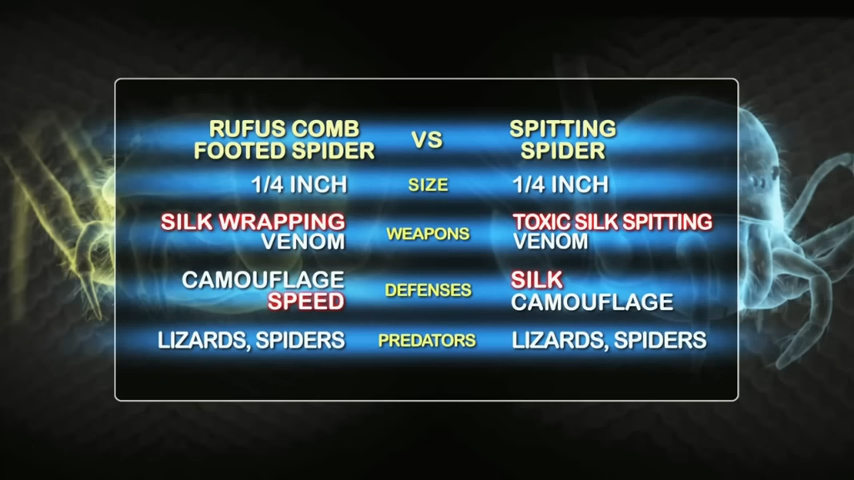 RUFUS COMB VS SPITTING
FOOTED SPIDER SPIDER
1/4 INCH SIZE 1/4 INCH
SILK WRAPPING WEAPONS TOXIC SILK SPITTING
VENOM VENOM
CAMOUFLAGE DEFENSES SILK
SPEED CAMOUFLAGE
LIZARDS, SPIDERS PREDATORS LIZARDS, SPIDERS